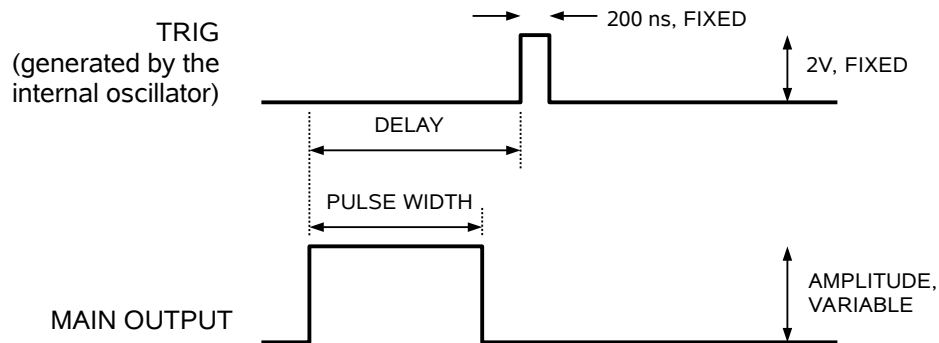 TRIG
(generated by the
internal oscillator)
200 ns, FIXED
2V, FIXED
DELAY
PULSE WIDTH
MAIN OUTPUT
AMPLITUDE,
VARIABLE